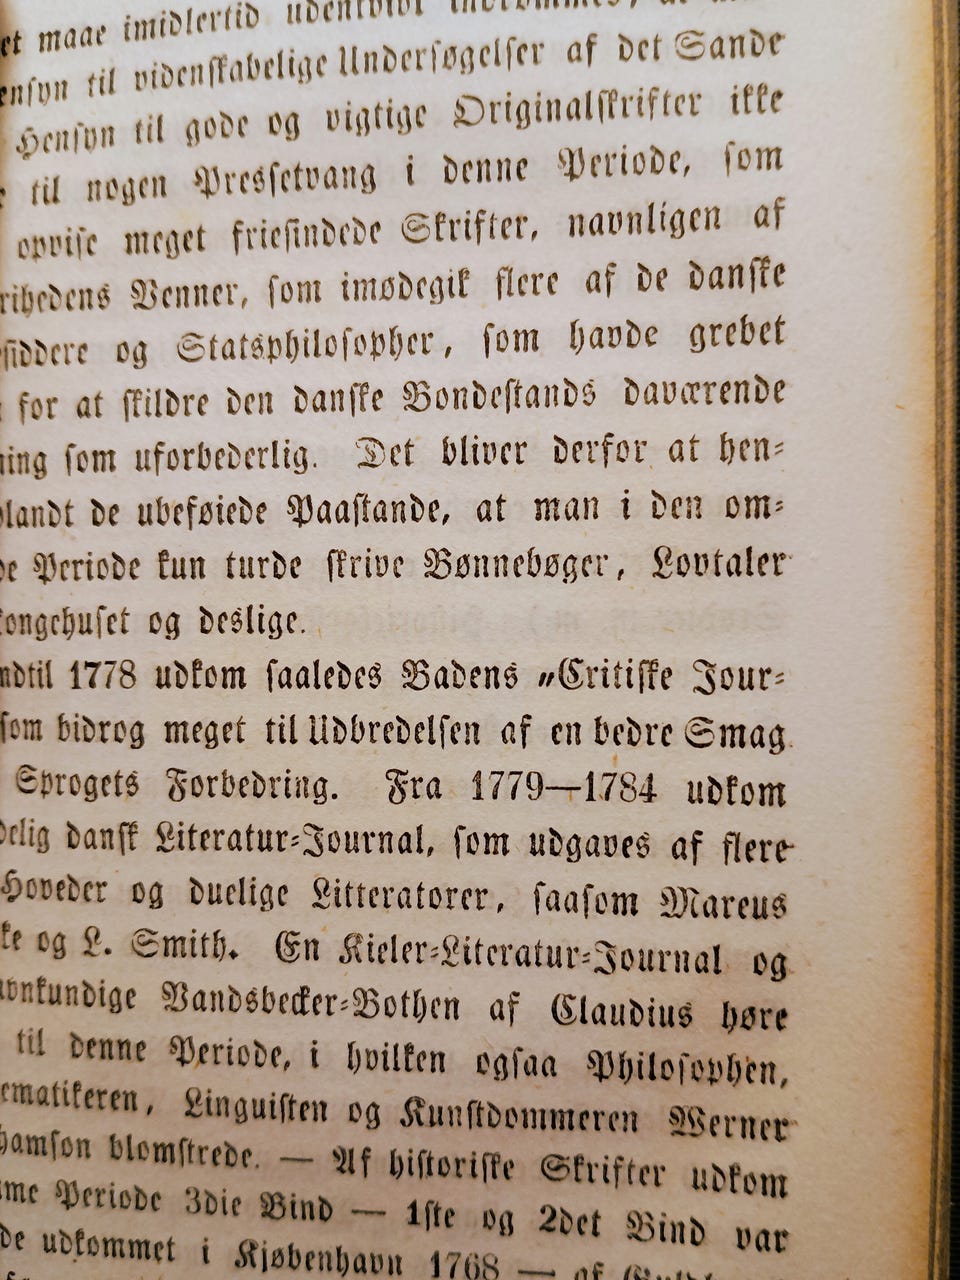 et maae imidlertid
til videnskabelige Undersøgelser af det Sande
Hensyn til gode og vigtige Originalskrifter ikke
til nogen Pressetvang i denne Periode, som
opvise meget friesindede Skrifter, navnligen af
rihedens Venner, som imødegik flere af de danske
siddere og Statsphilosopher, som havde grebet
for at skildre den danske Bondestands daværende
ning som uforbederlig. Det bliver derfor at hen-
blandt de ubeføiede Paastande, at man i den om-
de Periode kun turde skrive Bønnebøger, Lovtaler
ongehuset og deslige.
ndtil 1778 udkom saaledes Badens „Critiske Jour-
som bidrog meget til Udbredelsen af en bedre Smag
Sprogets Forbedring. Fra 1779—1784 udkom
delig dansk Literatur-Journal, som udgaves af flere
Hoveder og duelige Litteratorer, saasom Marcus
ke og L. Smith. En Kieler-Literatur-Journal og
vnkundige Vandsbecker-Bothen af Claudius høre
til denne Periode, i hvilken ogsaa Philosophen,
ematikeren, Linguisten og Kunstdommeren Werner
hamson blomstrede. — Af historiske Skrifter udkom
me Periode 3die Bind — 1ste og 2det Bind var
de udkommet i Kjøbenhavn 1768 — af